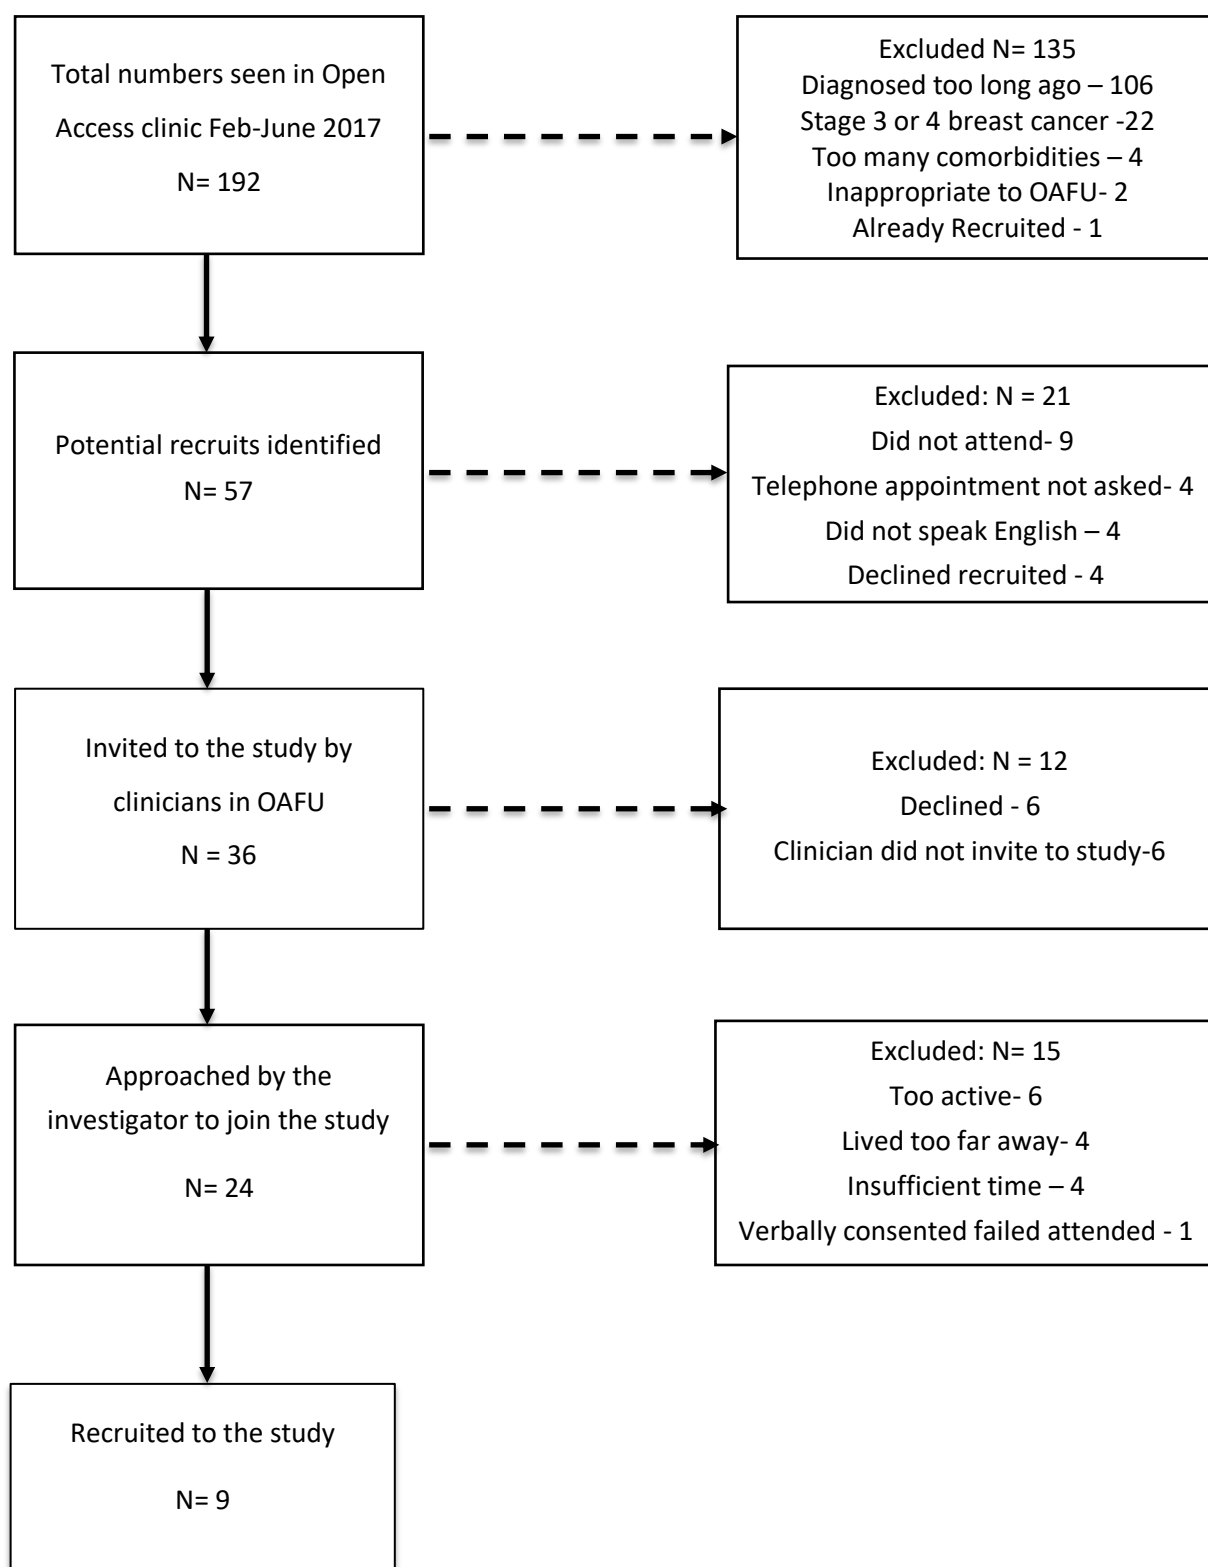 Total numbers seen in Open
Access clinic Feb-June 2017
N= 192
Excluded N= 135
Diagnosed too long ago – 106
Stage 3 or 4 breast cancer -22
Too many comorbidities – 4
Inappropriate to OAFU- 2
Already Recruited - 1
Potential recruits identified
N= 57
Excluded: N = 21
Did not attend- 9
Telephone appointment not asked- 4
Did not speak English – 4
Declined recruited - 4
Invited to the study by
clinicians in OAFU
N = 36
Excluded: N = 12
Declined - 6
Clinician did not invite to study-6
Approached by the
investigator to join the study
N= 24
Excluded: N= 15
Too active- 6
Lived too far away- 4
Insufficient time – 4
Verbally consented failed attended - 1
Recruited to the study
N= 9